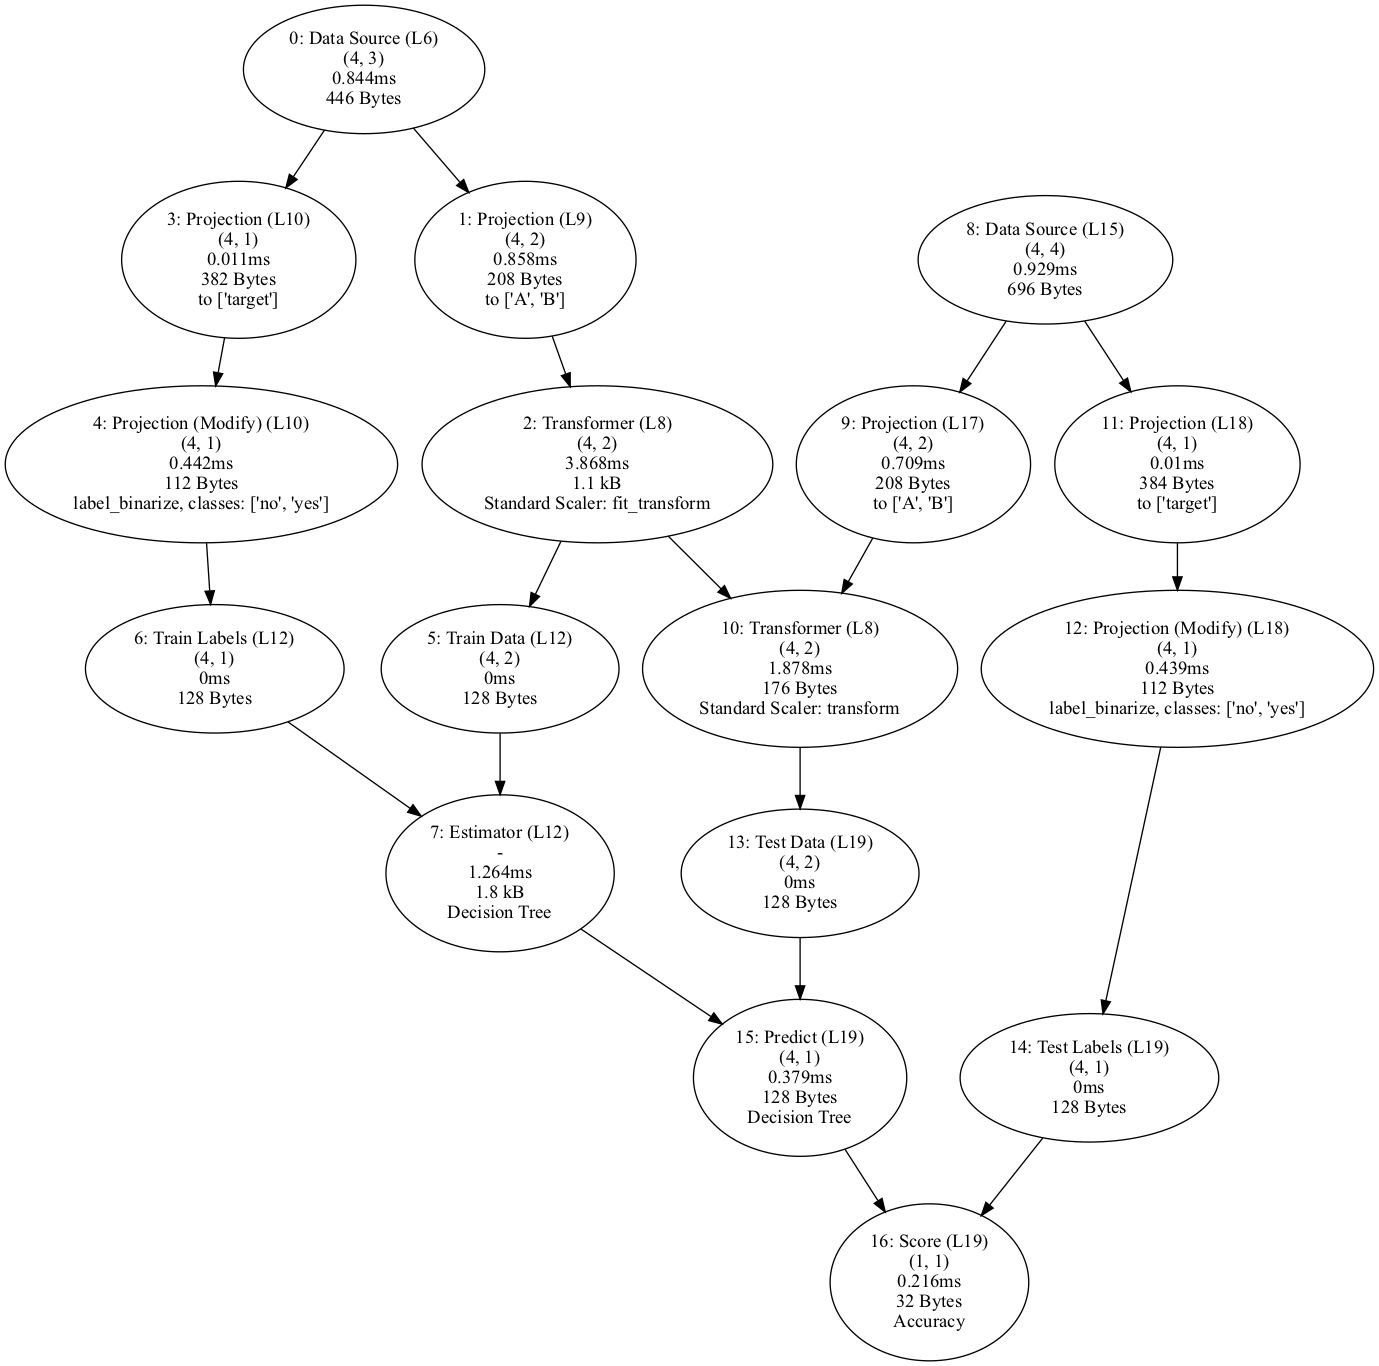 0: Data Source (L6)
(4, 3)
0.844ms
446 Bytes
3: Projection (L10)
(4, 1)
0.011ms
382 Bytes
to ['target']
1: Projection (L9)
(4, 2)
0.858ms
208 Bytes
to ['A', 'B']
8: Data Source (L15)
(4, 4)
0.929ms
696 Bytes
4: Projection (Modify) (L10)
(4, 1)
0.442ms
112 Bytes
label_binarize, classes: ['no', 'yes']
2: Transformer (L8)
(4, 2)
3.868ms
1.1 kB
Standard Scaler: fit_transform
9: Projection (L17)
(4, 2)
0.709ms
208 Bytes
to ['A', 'B']
11: Projection (L18)
(4, 1)
0.01ms
384 Bytes
to ['target']
6: Train Labels (L12)
(4, 1)
0ms
128 Bytes
5: Train Data (L12)
(4, 2)
0ms
128 Bytes
10: Transformer (L8)
(4, 2)
1.878ms
176 Bytes
Standard Scaler: transform
12: Projection (Modify) (L18)
(4, 1)
0.439ms
112 Bytes
label_binarize, classes: ['no', 'yes']
7: Estimator (L12)
-
1.264ms
1.8 kB
Decision Tree
13: Test Data (L19)
(4, 2)
0ms
128 Bytes
15: Predict (L19)
(4, 1)
0.379ms
128 Bytes
Decision Tree
14: Test Labels (L19)
(4, 1)
0ms
128 Bytes
16: Score (L19)
(1, 1)
0.216ms
32 Bytes
Accuracy